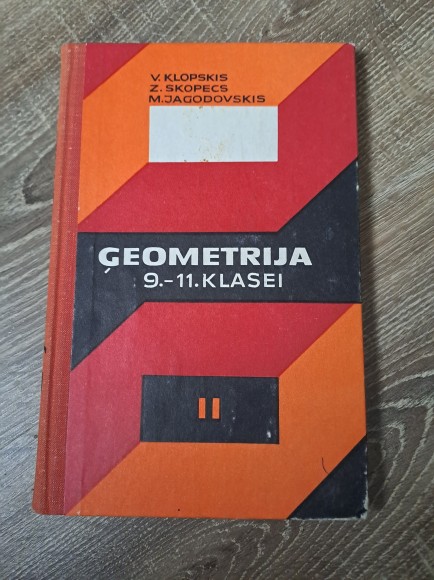 V. KLOPSKIS
Z. SKOPECS
M. JAGODOVSKIS
ĢEOMETRIJA
9.–11. KLASEI
II